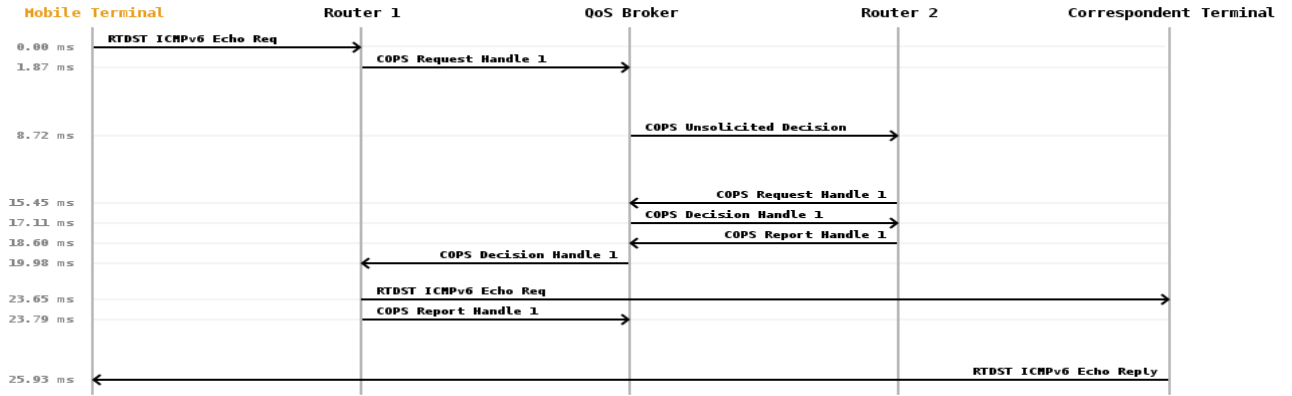 Mobile Terminal Router 1 QoS Broker Router 2 Correspondent Terminal
RTDST ICMPv6 Echo Req
0.00 ms
COPS Request Handle 1
1.87 ms
COPS Unsolicited Decision
8.72 ms
COPS Request Handle 1
15.45 ms
COPS Decision Handle 1
17.11 ms
COPS Report Handle 1
18.60 ms
COPS Decision Handle 1
19.98 ms
RTDST ICMPv6 Echo Req
23.65 ms
COPS Report Handle 1
23.79 ms
RTDST ICMPv6 Echo Reply
25.93 ms